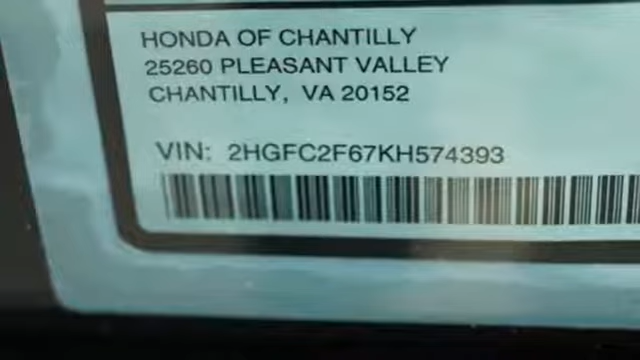 HONDA OF CHANTILLY
25260 PLEASANT VALLEY
CHANTILLY, VA 20152
VIN: 2HGFC2F67KH574393